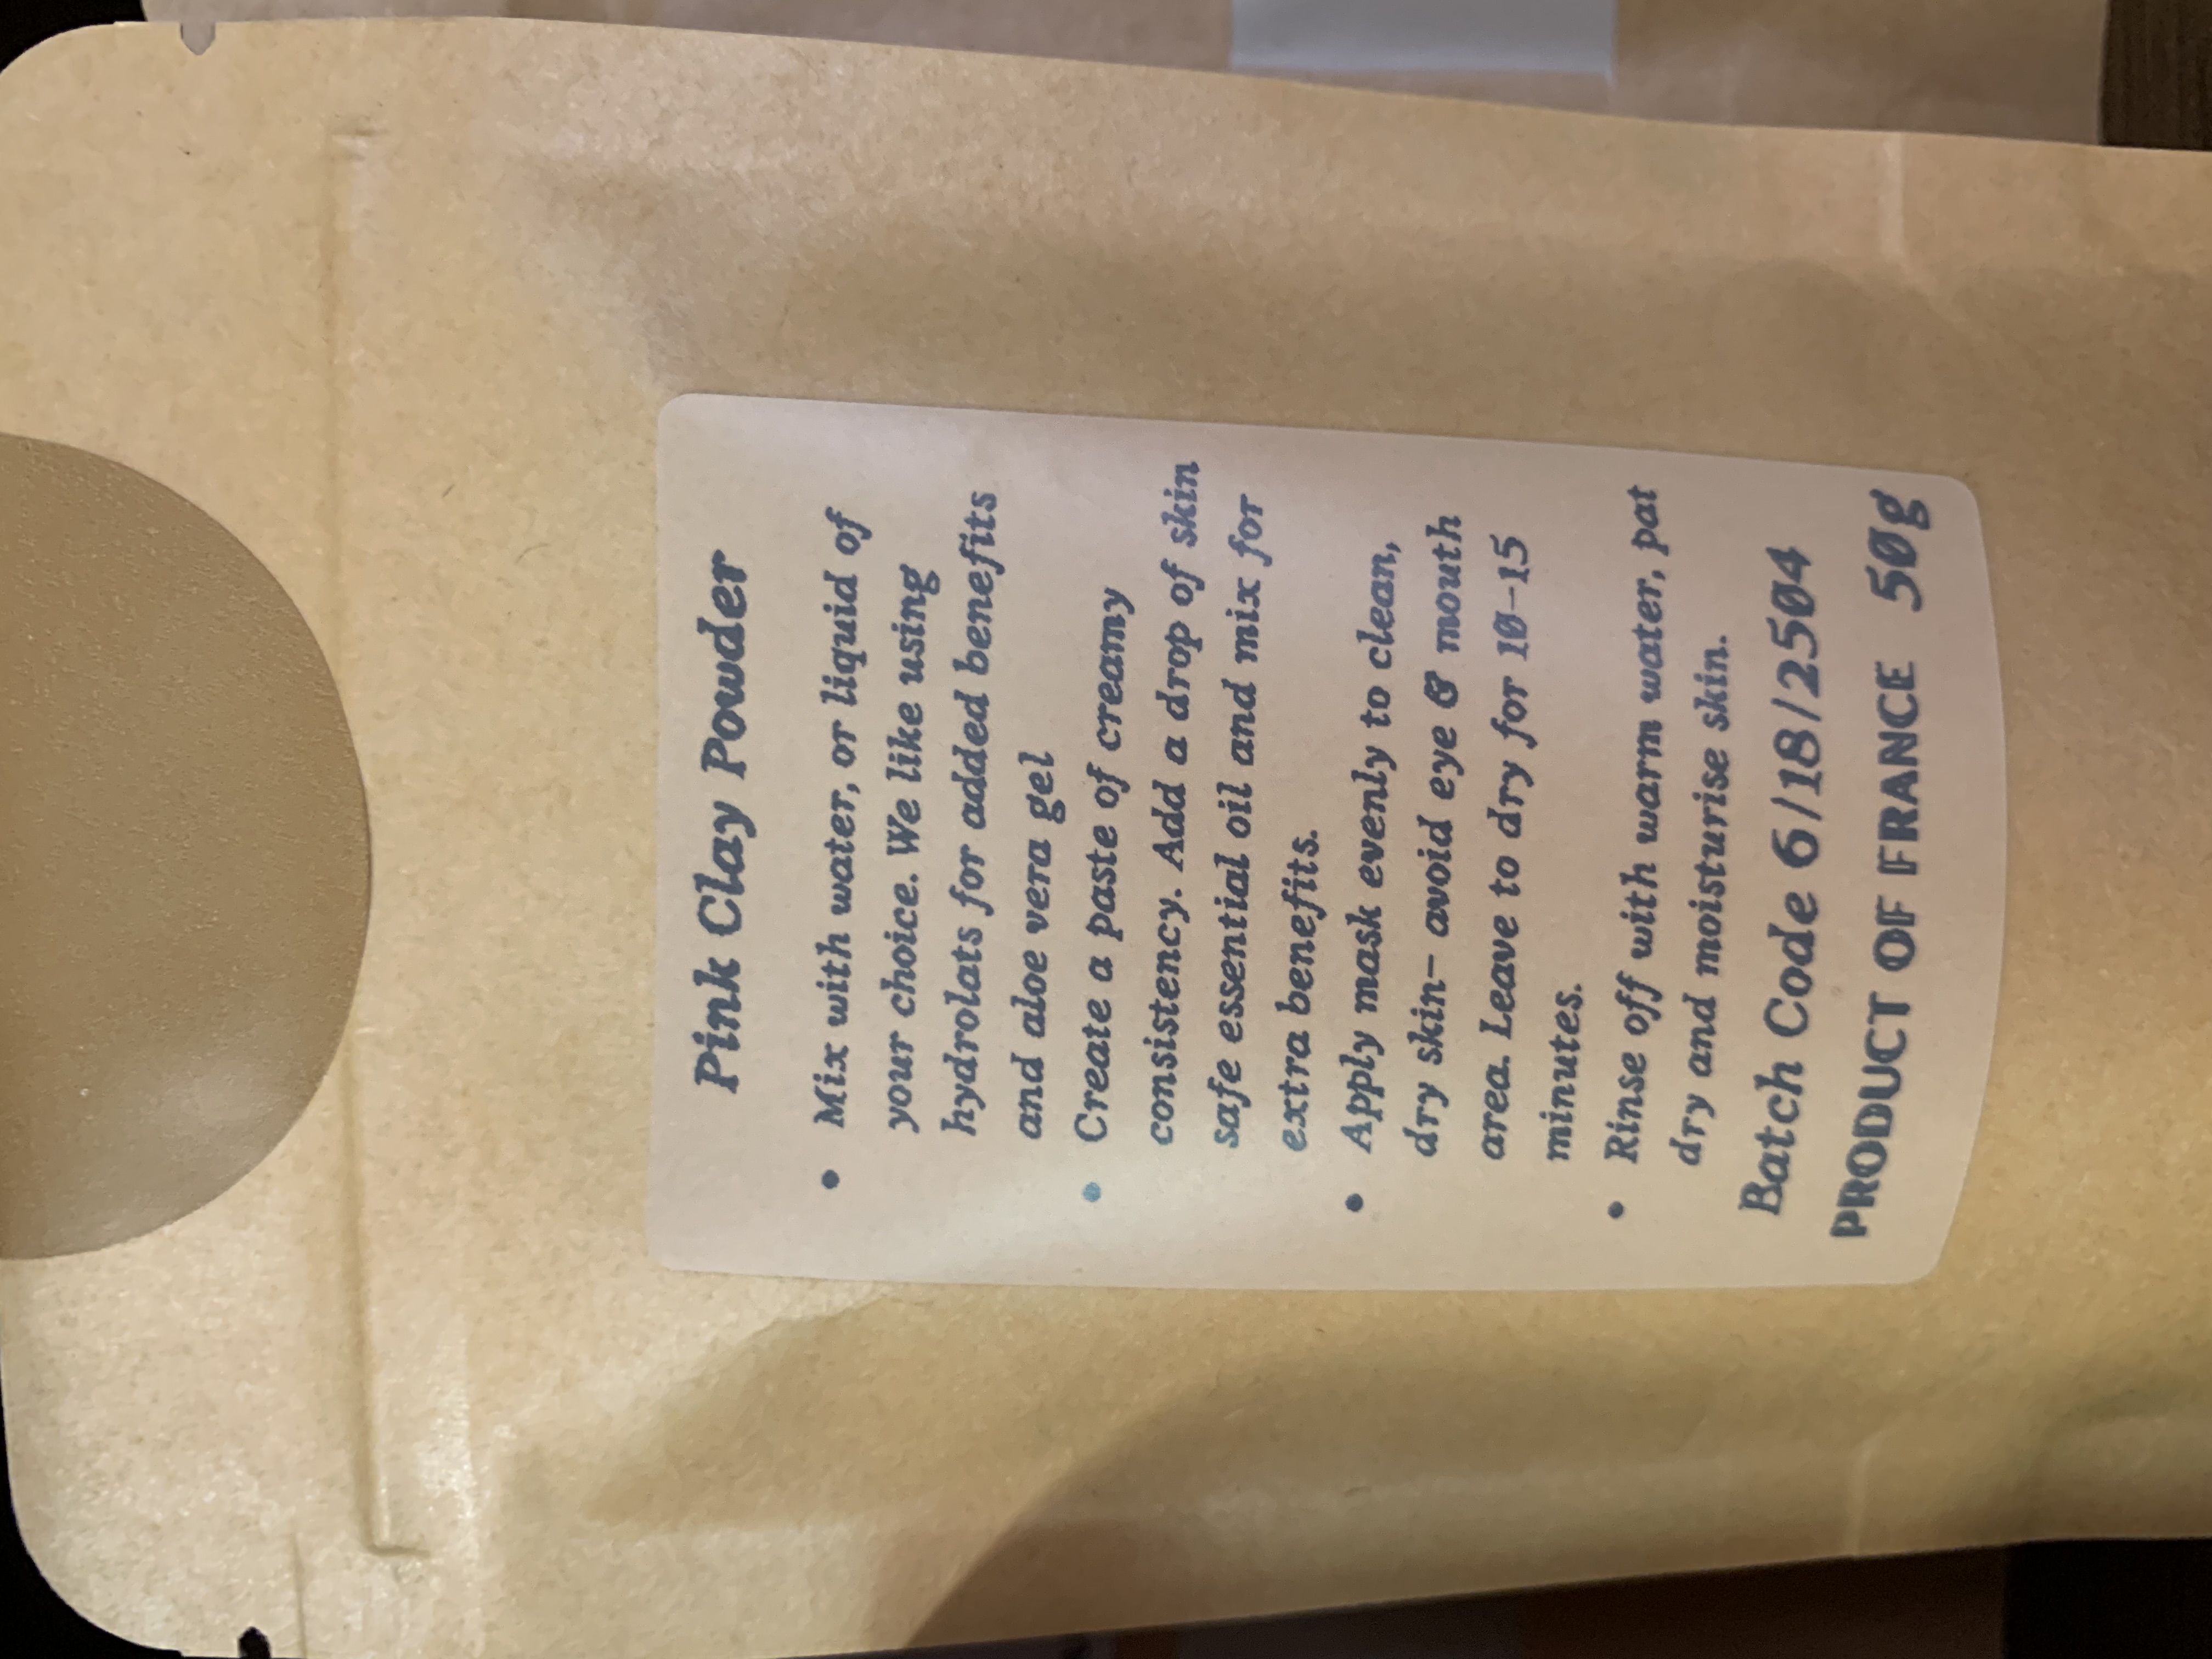 Pink Clay Powder
• Mix with water, or liquid of
your choice. We like using
hydrolats for added benefits
and aloe vera gel
• Create a paste of creamy
consistency. Add a drop of skin
safe essential oil and mix for
extra benefits.
• Apply mask evenly to clean,
dry skin- avoid eye & mouth
area. Leave to dry for 10-15
minutes.
• Rinse off with warm water, pat
dry and moisturise skin.
Batch Code 6/18/2504
PRODUCT OF FRANCE 50g